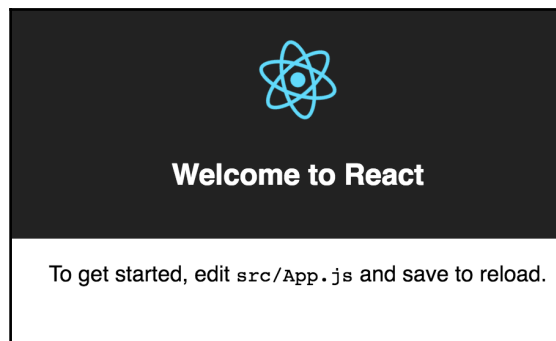 Welcome to React
To get started, edit src/App.js and save to reload.